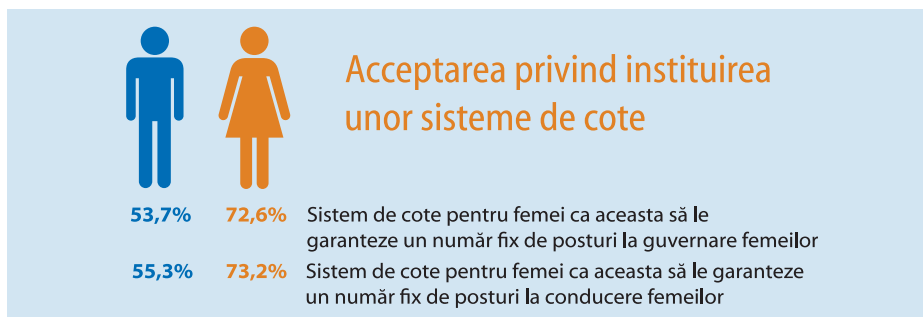 Acceptarea privind instituirea
unor sisteme de cote
53,7% 72,6% Sistem de cote pentru femei ca aceasta să le
garanteze un număr fix de posturi la guvernare femeilor
55,3% 73,2% Sistem de cote pentru femei ca aceasta să le garanteze
un număr fix de posturi la conducere femeilor